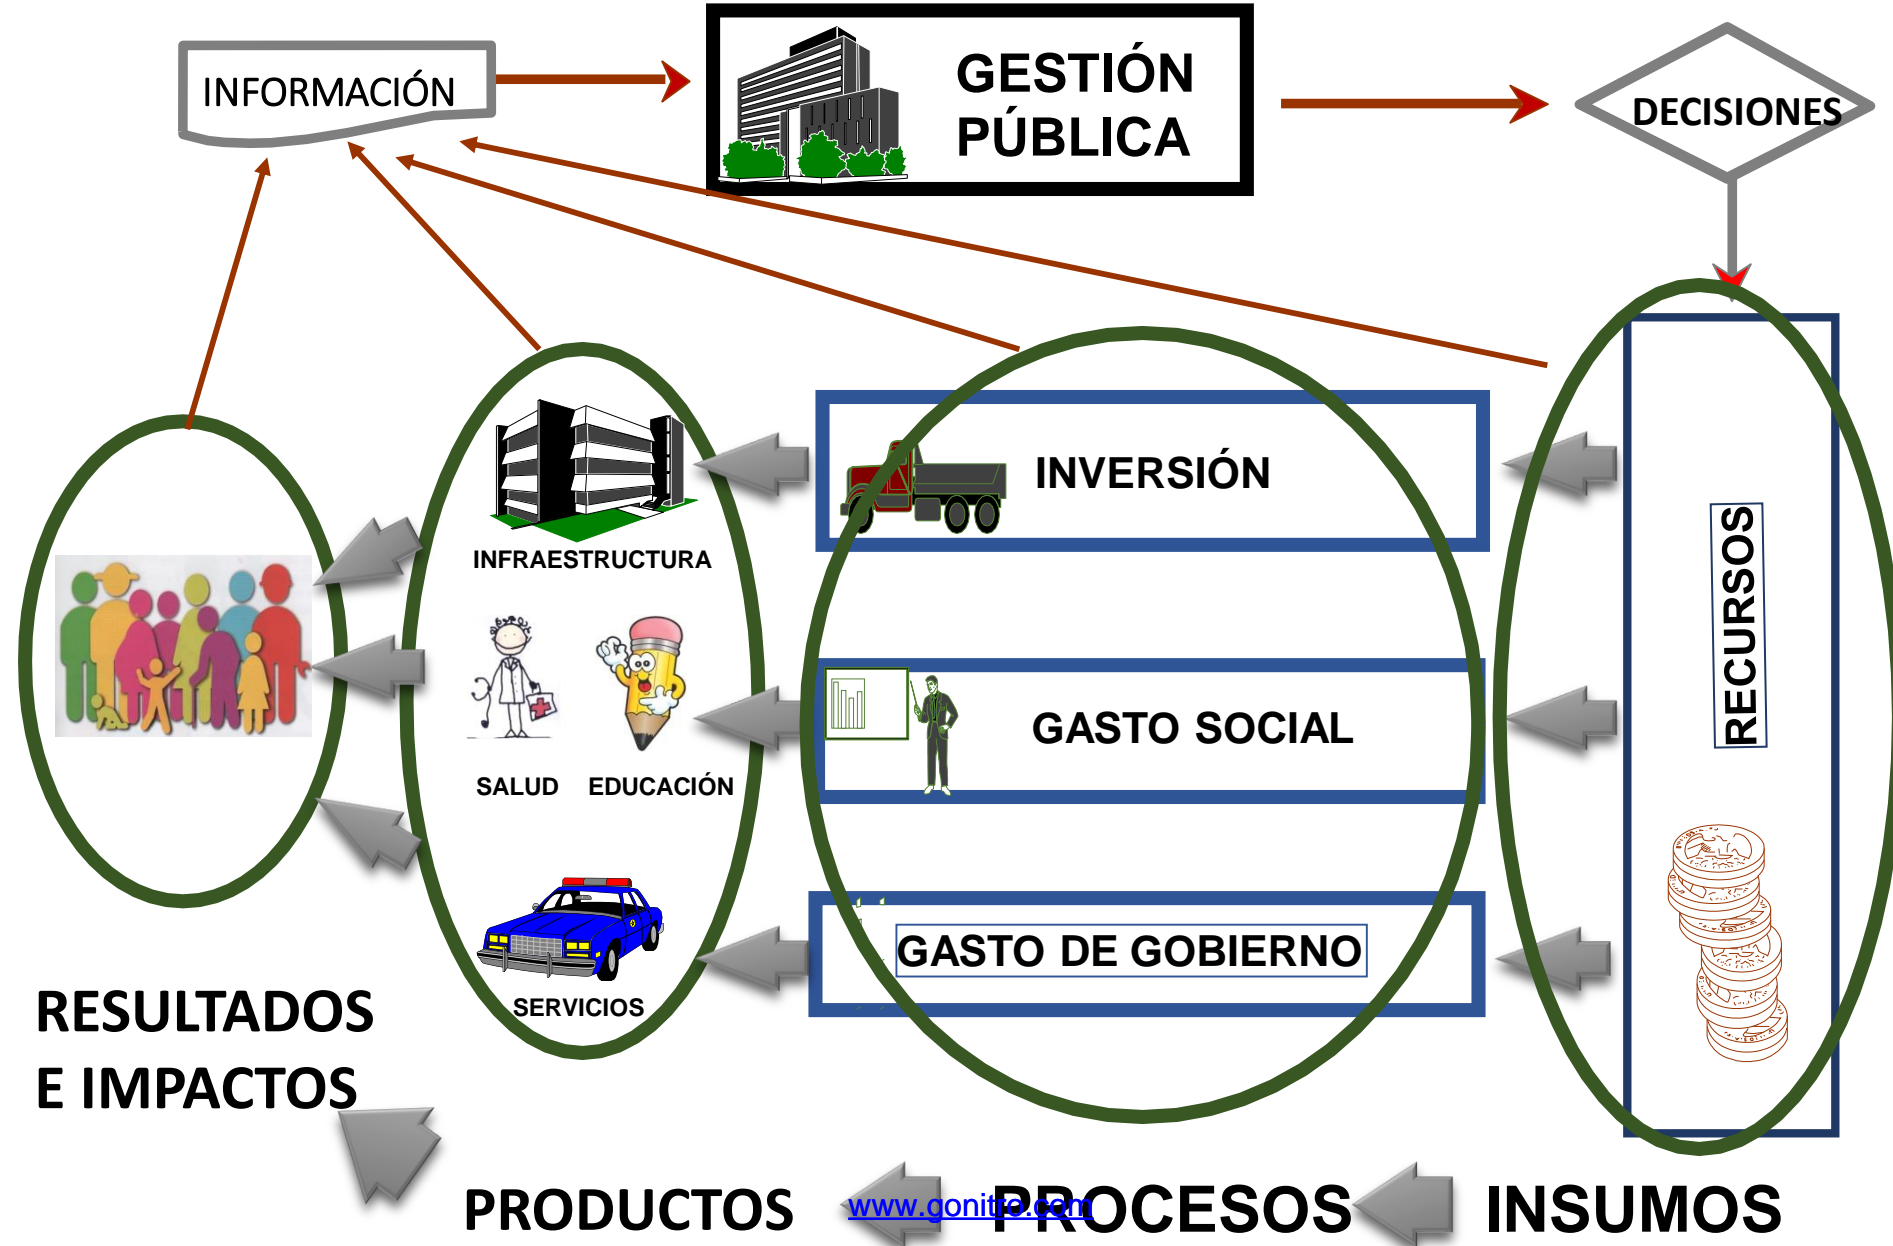 INFORMACIÓN
GESTIÓN
PÚBLICA
DECISIONES
INVERSIÓN
INFRAESTRUCTURA
RECURSOS
GASTO SOCIAL
SALUD
EDUCACIÓN
GASTO DE GOBIERNO
SERVICIOS
RESULTADOS
E IMPACTOS
PRODUCTOS
www.gonitro.com
PROCESOS
INSUMOS